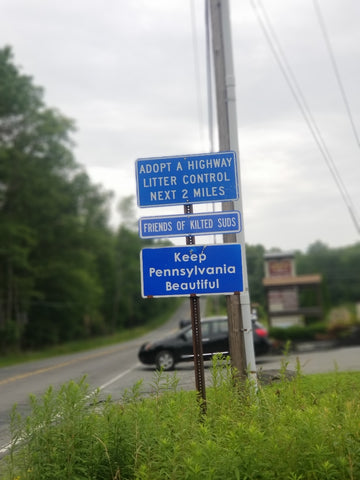 ADOPT A HIGHWAY
LITTER CONTROL
NEXT 2 MILES
FRIENDS OF KILTED SUDS
Keep
Pennsylvania
Beautiful